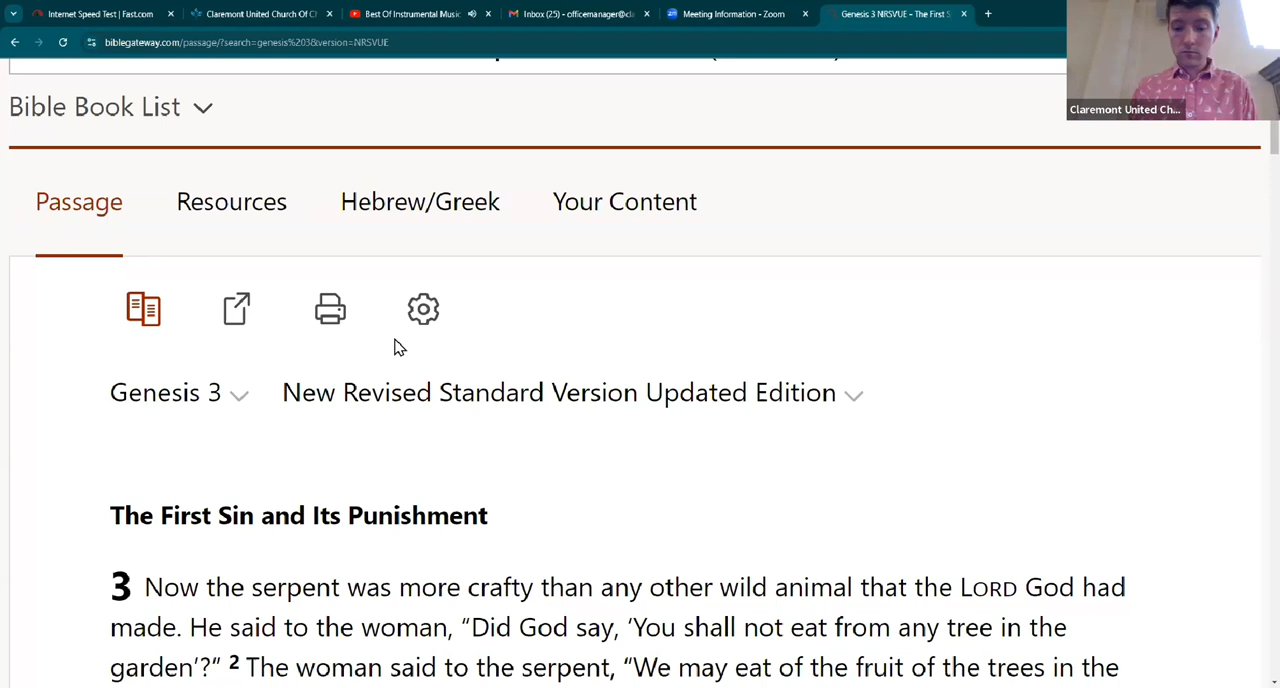 Internet Speed Test | Fast.com
Claremont United Church Of Ch
Best Of Instrumental Music
Inbox (25) - officemanager@cla
Meeting Information - Zoom
Genesis 3 NRSVUE - The First S
biblegateway.com/passage/?search=genesis%203&version=NRSVUE
Claremont United Ch...
Bible Book List
Passage Resources Hebrew/Greek Your Content
Genesis 3 New Revised Standard Version Updated Edition
The First Sin and Its Punishment
3 Now the serpent was more crafty than any other wild animal that the LORD God had
made. He said to the woman, “Did God say, ‘You shall not eat from any tree in the
garden’?” 2 The woman said to the serpent, “We may eat of the fruit of the trees in the